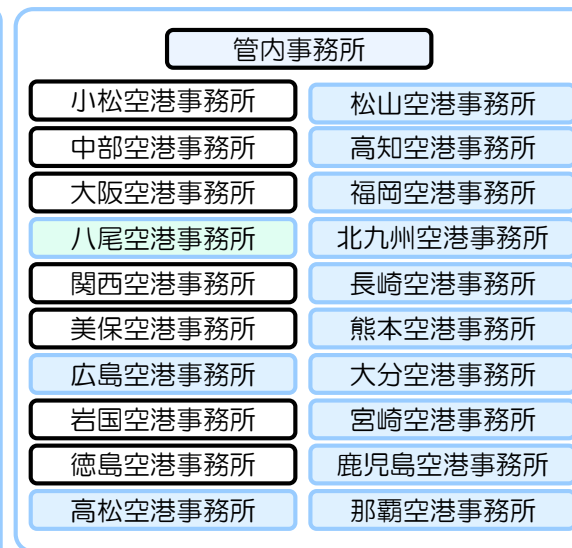 管内事務所
小松空港事務所
中部空港事務所
大阪空港事務所
八尾空港事務所
関西空港事務所
美保空港事務所
広島空港事務所
岩国空港事務所
徳島空港事務所
高松空港事務所
松山空港事務所
高知空港事務所
福岡空港事務所
北九州空港事務所
長崎空港事務所
熊本空港事務所
大分空港事務所
宮崎空港事務所
鹿児島空港事務所
那覇空港事務所